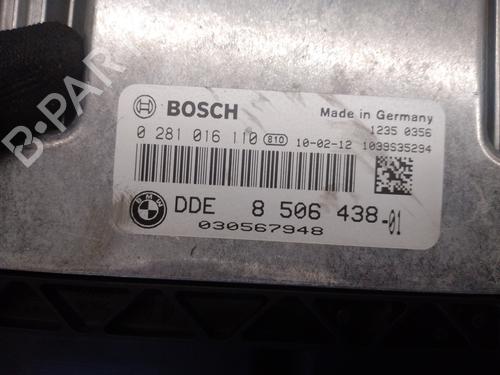 B-PARTS
BOSCH
Made in Germany
1235 0356
0 281 016 110 810 10-02-12 1039S35294
BMW
DDE 8 506 438-01
030567948